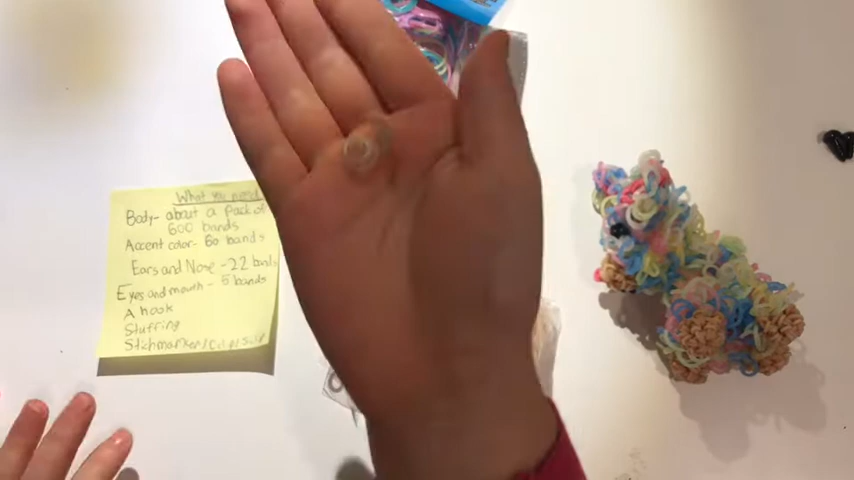 What you need
Body- about a pack of
600 bands
Accent color- 60 bands
Ears and Nose - 22 bands
Eyes and mouth- 5 bands
A hook
Stuffing